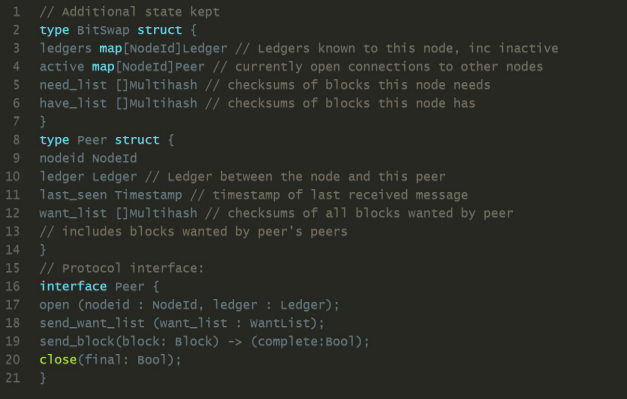 1 // Additional state kept
2 type BitSwap struct {
3 ledgers map[NodeId]Ledger // Ledgers known to this node, inc inactive
4 active map[NodeId]Peer // currently open connections to other nodes
5 need_list []Multihash // checksums of blocks this node needs
6 have_list []Multihash // checksums of blocks this node has
7 }
8 type Peer struct {
9 nodeid NodeId
10 ledger Ledger // Ledger between the node and this peer
11 last_seen Timestamp // timestamp of last received message
12 want_list []Multihash // checksums of all blocks wanted by peer
13 // includes blocks wanted by peer's peers
14 }
15 // Protocol interface:
16 interface Peer {
17 open (nodeid : NodeId, ledger : Ledger);
18 send_want_list (want_list : WantList);
19 send_block(block: Block) -> (complete:Bool);
20 close(final: Bool);
21 }